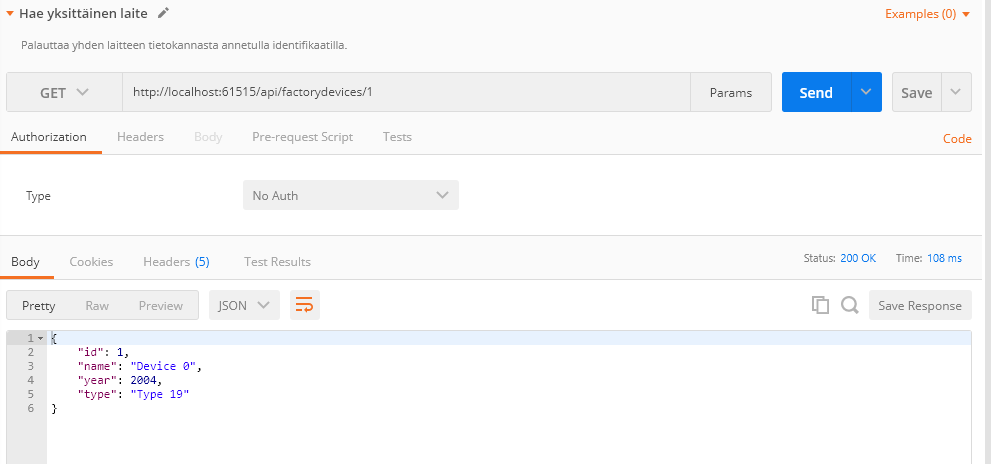 Hae yksittäinen laite
Examples (0)
Palauttaa yhden laitteen tietokannasta annetulla identifikaatilla.
GET
http://localhost:61515/api/factorydevices/1
Params
Send
Save
Authorization Headers Body Pre-request Script Tests
Code
Type
No Auth
Body Cookies Headers (5) Test Results
Status: 200 OK Time: 108 ms
Pretty Raw Preview
JSON
Save Response
1 {
2 "id": 1,
3 "name": "Device 0",
4 "year": 2004,
5 "type": "Type 19"
6 }